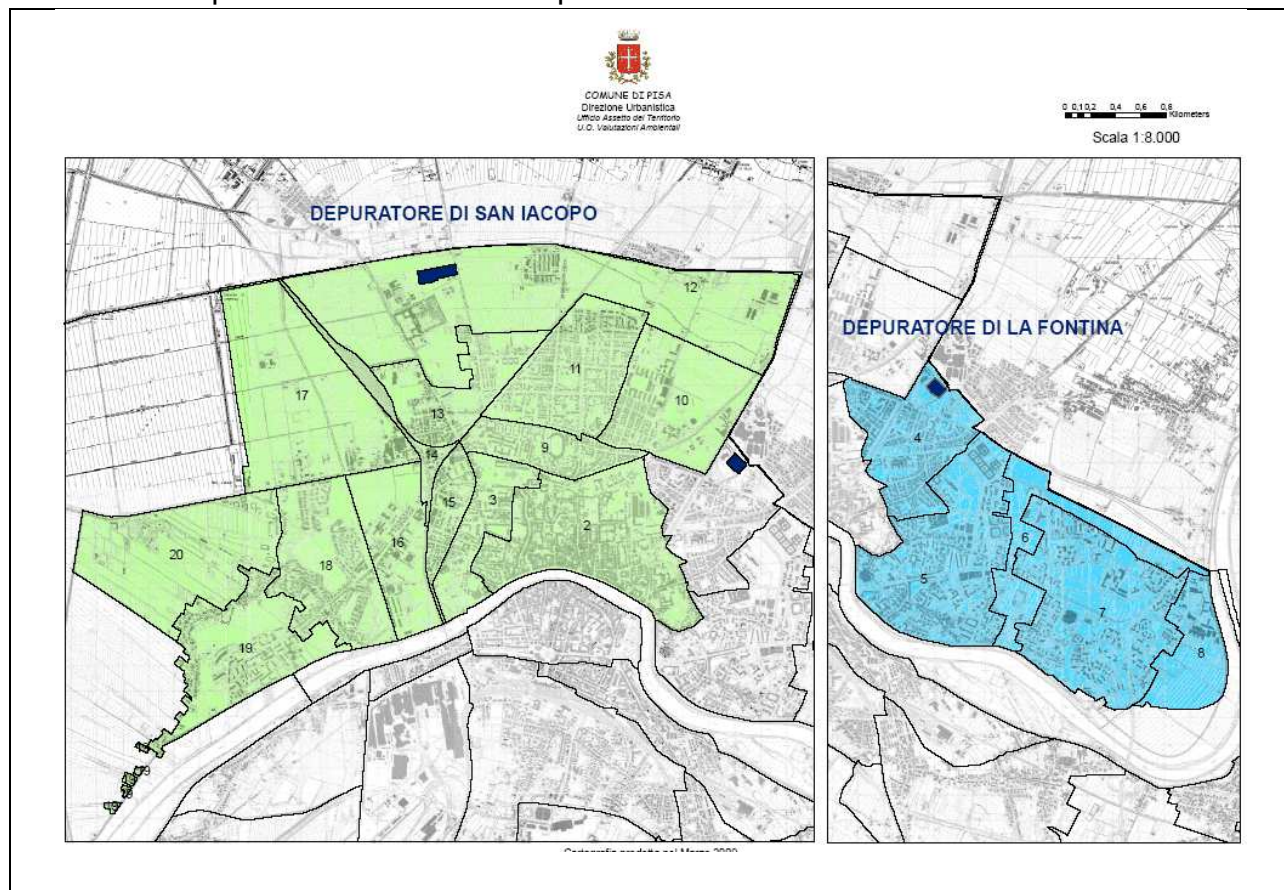 COMUNE DI PISA
Direzione Urbanistica
Ufficio Assetto del Territorio
U.O. Valutazioni Ambientali
0 0,10,2 0,4 0,6 0,8
Kilometers
Scala 1:8.000
DEPURATORE DI SAN IACOPO
12
11
17
10
13
9
14
15
3
2
16
18
20
19
DEPURATORE DI LA FONTINA
4
6
5
7
8